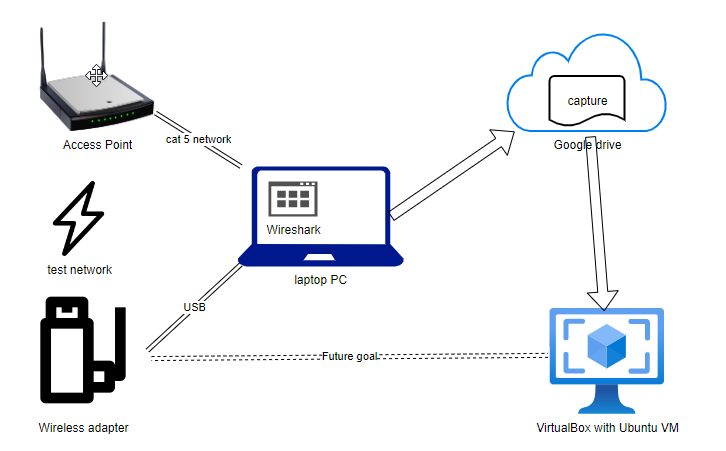 capture
Google drive
Access Point
cat 5 network
Wireshark
test network
laptop PC
USB
Future goal
Wireless adapter
VirtualBox with Ubuntu VM